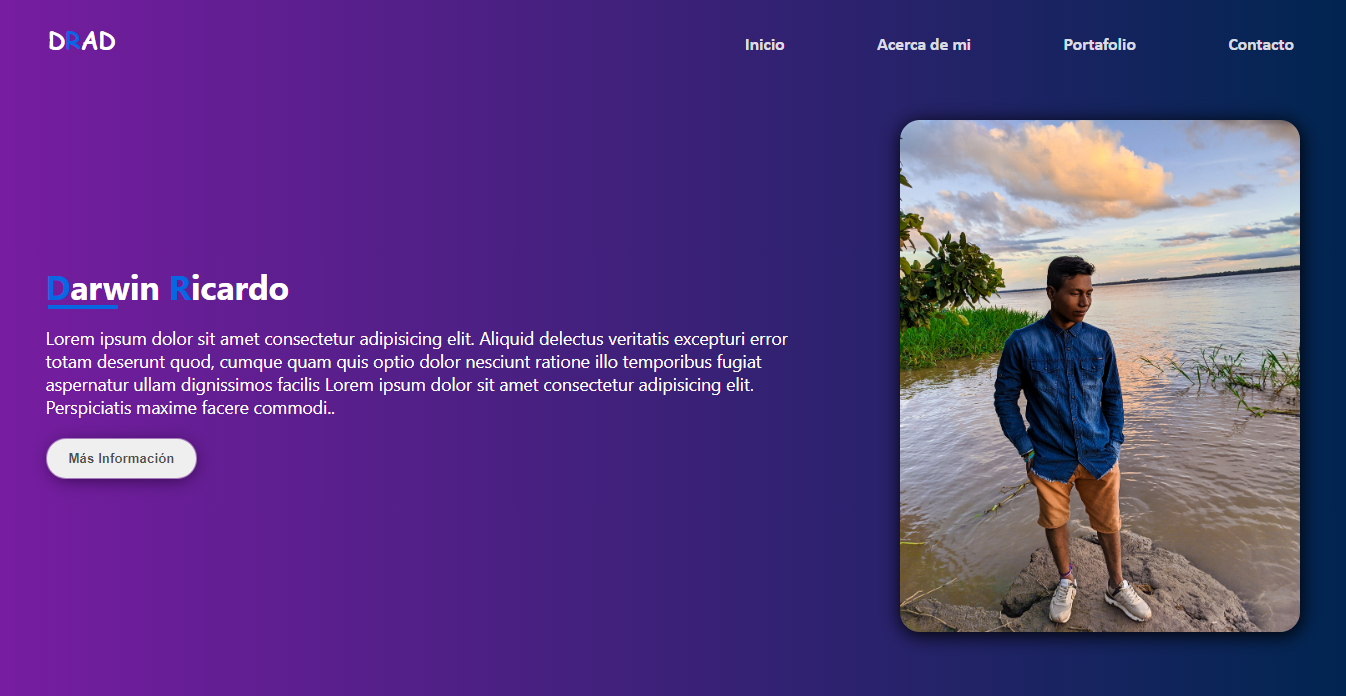 DRAD
Inicio
Acerca de mi
Portafolio
Contacto
Darwin Ricardo
Lorem ipsum dolor sit amet consectetur adipisicing elit. Aliquid delectus veritatis excepturi error
totam deserunt quod, cumque quam quis optio dolor nesciunt ratione illo temporibus fugiat
aspernatur ullam dignissimos facilis Lorem ipsum dolor sit amet consectetur adipisicing elit.
Perspiciatis maxime facere commodi..
Más Información